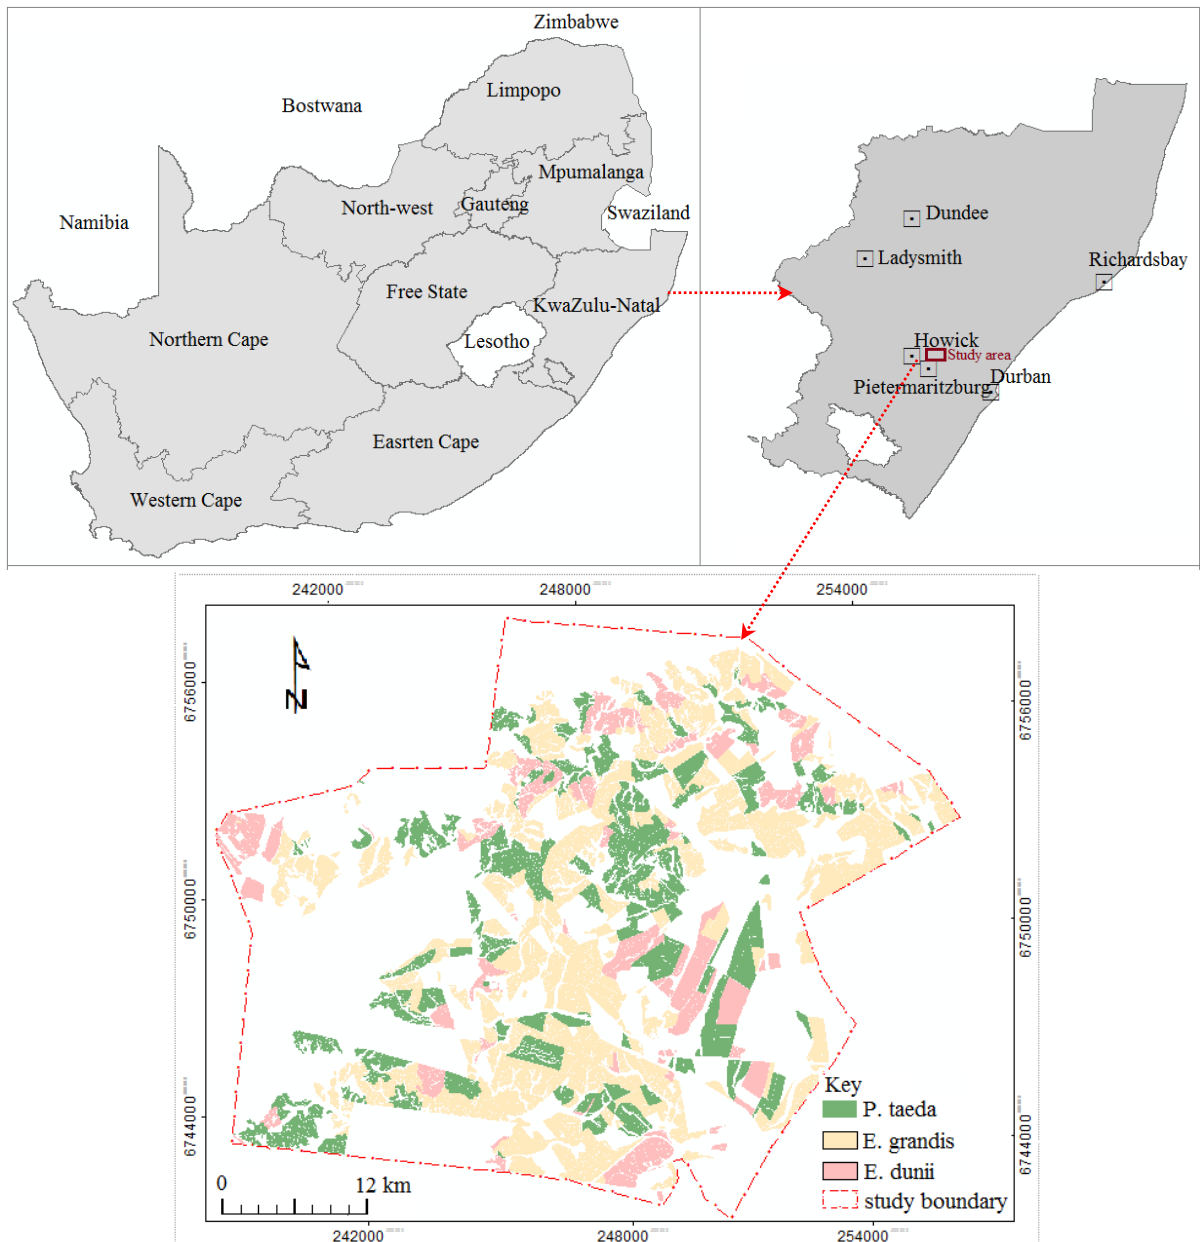 Zimbabwe
Limpopo
Bostwana
Mpumalanga
North-west
Gauteng
Swaziland
Namibia
Free State
KwaZulu-Natal
Northern Cape
Lesotho
Easrten Cape
Western Cape
Dundee
Ladysmith
Richardsbay
Howick
Study area
Pietermaritzburg
Durban
242000
248000
254000
6756000
6756000
N
6750000
6750000
6744000
6744000
Key
P. taeda
E. grandis
E. dunii
study boundary
0
12 km
242000
248000
254000